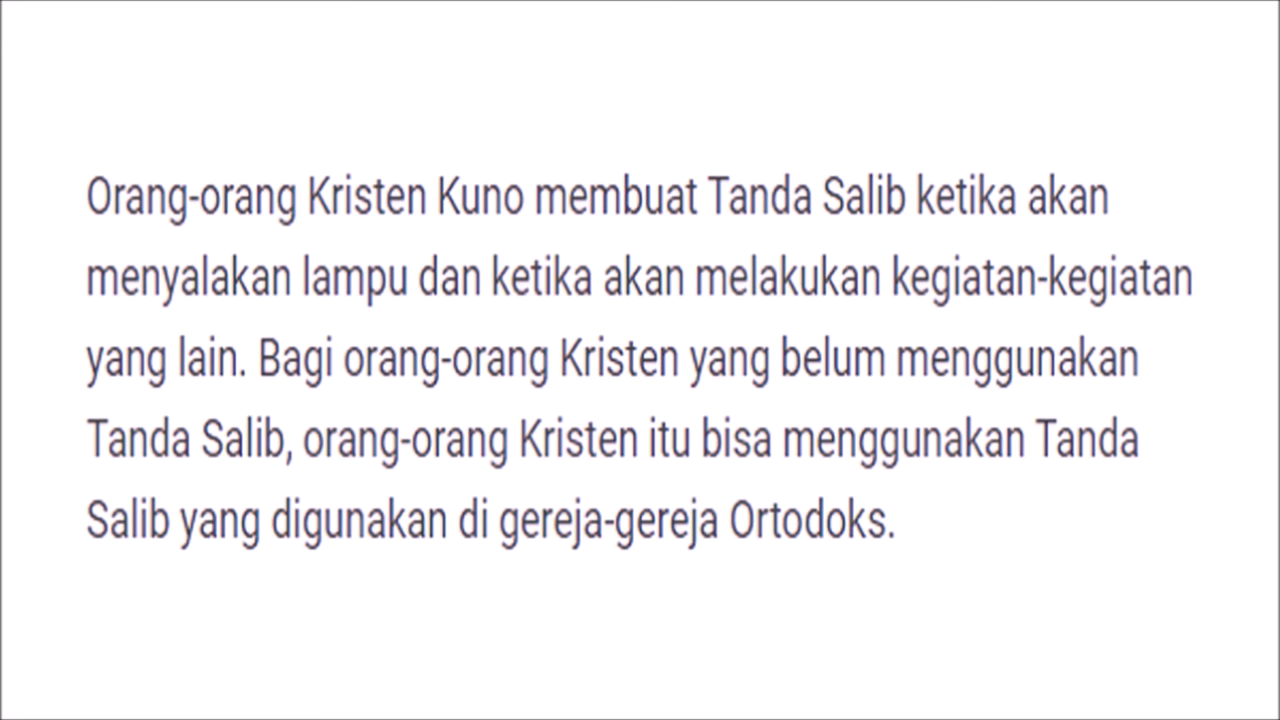 Orang-orang Kristen Kuno membuat Tanda Salib ketika akan
menyalakan lampu dan ketika akan melakukan kegiatan-kegiatan
yang lain. Bagi orang-orang Kristen yang belum menggunakan
Tanda Salib, orang-orang Kristen itu bisa menggunakan Tanda
Salib yang digunakan di gereja-gereja Ortodoks.